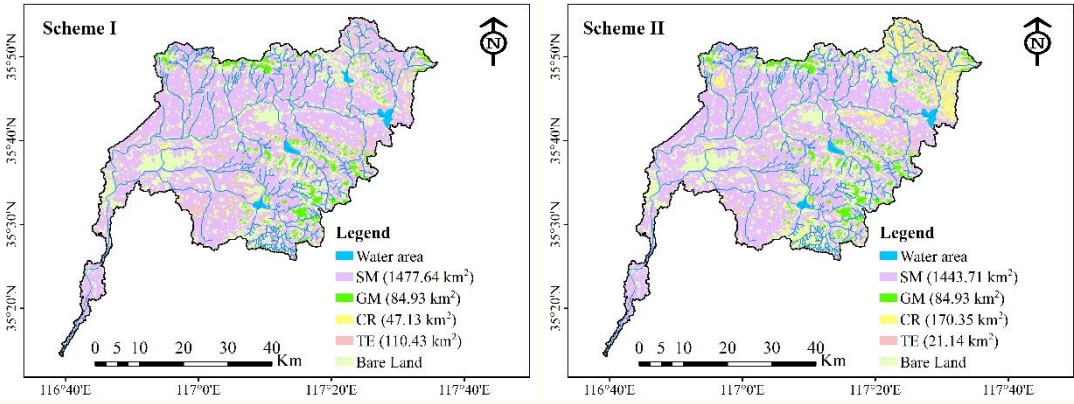 Scheme I
N
35°50′N
35°40′N
35°30′N
35°20′N
Legend
Water area
SM (1477.64 km²)
GM (84.93 km²)
CR (47.13 km²)
TE (110.43 km²)
Bare Land
0 5 10 20 30 40
Km
116°40′E 117°0′E 117°20′E 117°40′E
Scheme II
N
35°50′N
35°40′N
35°30′N
35°20′N
Legend
Water area
SM (1443.71 km²)
GM (84.93 km²)
CR (170.35 km²)
TE (21.14 km²)
Bare Land
0 5 10 20 30 40
Km
116°40′E 117°0′E 117°20′E 117°40′E